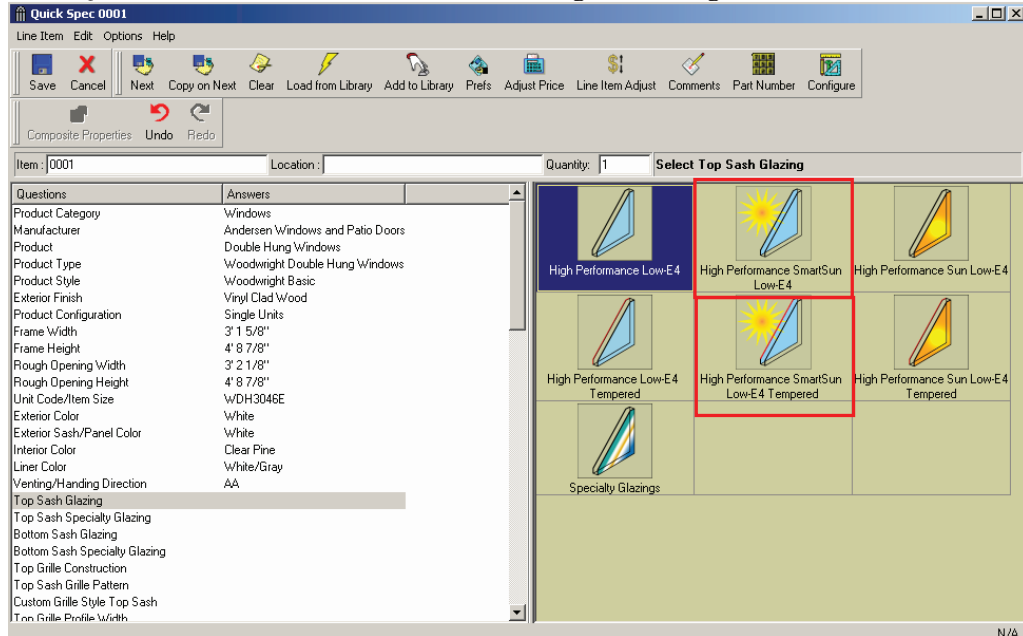 Quick Spec 0001
Line Item Edit Options Help
Save Cancel Next Copy on Next Clear Load from Library Add to Library Prefs Adjust Price Line Item Adjust Comments Part Number Configure
Composite Properties Undo Redo
Item : 0001 Location : Quantity: 1 Select Top Sash Glazing
Questions Answers
Product Category Windows
Manufacturer Andersen Windows and Patio Doors
Product Double Hung Windows
Product Type Woodwright Double Hung Windows
Product Style Woodwright Basic
Exterior Finish Vinyl Clad Wood
Product Configuration Single Units
Frame Width 3' 1 5/8"
Frame Height 4' 8 7/8"
Rough Opening Width 3' 2 1/8"
Rough Opening Height 4' 8 7/8"
Unit Code/Item Size WDH3046E
Exterior Color White
Exterior Sash/Panel Color White
Interior Color Clear Pine
Liner Color White/Gray
Venting/Handing Direction AA
Top Sash Glazing
Top Sash Specialty Glazing
Bottom Sash Glazing
Bottom Sash Specialty Glazing
Top Grille Construction
Top Sash Grille Pattern
Custom Grille Style Top Sash
Top Grille Profile Width
High Performance Low-E4
High Performance SmartSun
Low-E4
High Performance Sun Low-E4
High Performance Low-E4
Tempered
High Performance SmartSun
Low-E4 Tempered
High Performance Sun Low-E4
Tempered
Specialty Glazings
N/A